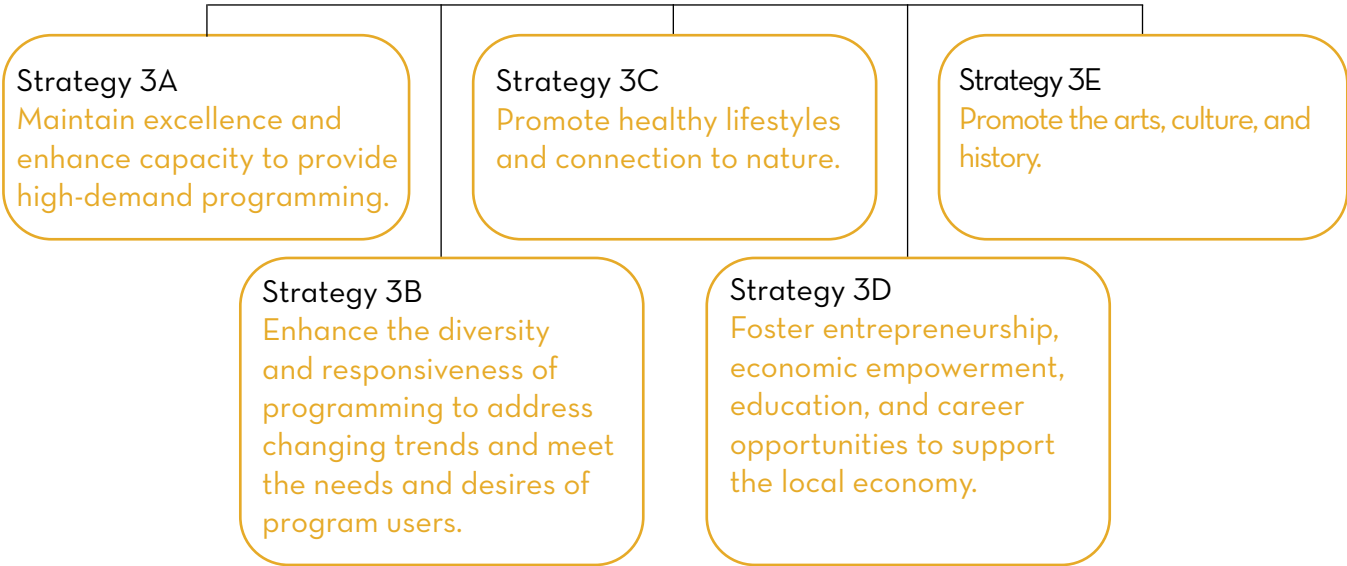 Strategy 3A
Maintain excellence and
enhance capacity to provide
high-demand programming.
Strategy 3B
Enhance the diversity
and responsiveness of
programming to address
changing trends and meet
the needs and desires of
program users.
Strategy 3C
Promote healthy lifestyles
and connection to nature.
Strategy 3D
Foster entrepreneurship,
economic empowerment,
education, and career
opportunities to support
the local economy.
Strategy 3E
Promote the arts, culture, and
history.